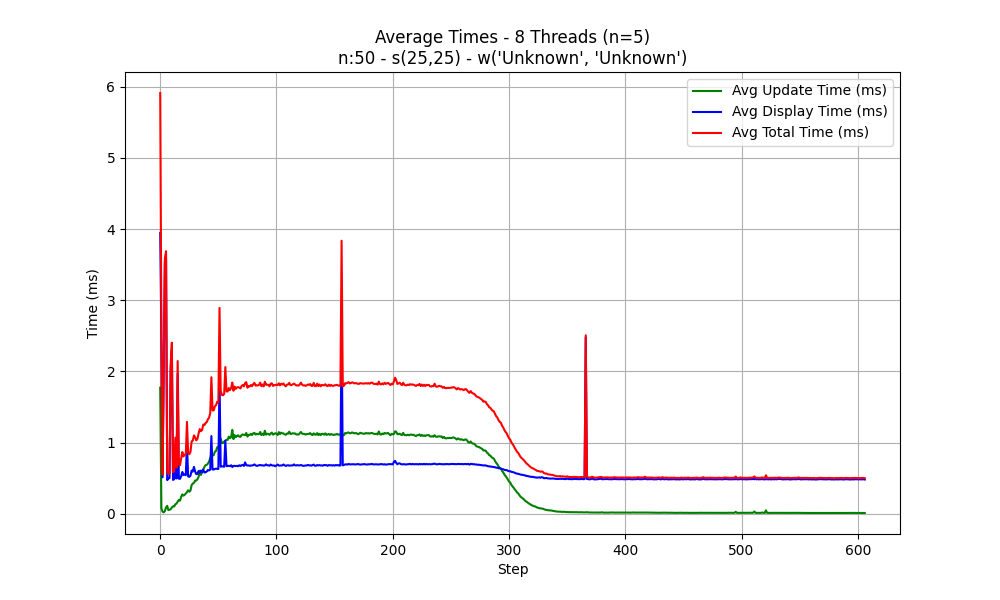 Average Times - 8 Threads (n=5)
n:50 - s(25,25) - w('Unknown', 'Unknown')
Avg Update Time (ms)
Avg Display Time (ms)
Avg Total Time (ms)
Time (ms)
6
5
4
3
2
1
0
0 100 200 300 400 500 600
Step